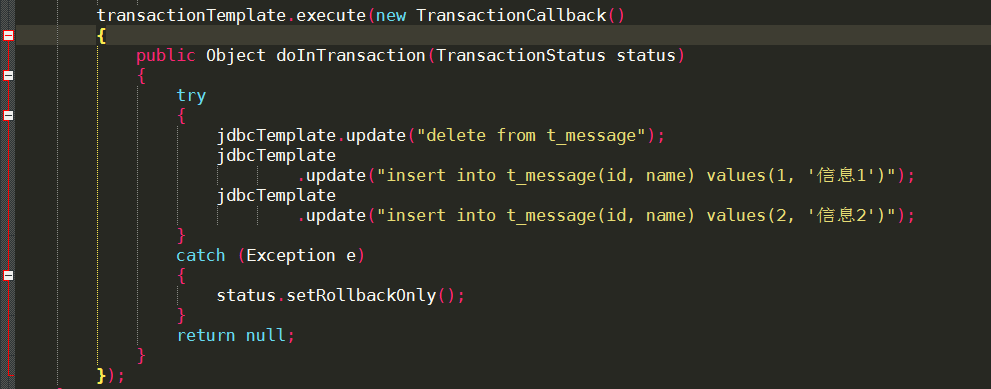 transactionTemplate.execute(new TransactionCallback()
{
public Object doInTransaction(TransactionStatus status)
{
try
{
jdbcTemplate.update("delete from t_message");
jdbcTemplate
.update("insert into t_message(id, name) values(1, '信息1')");
jdbcTemplate
.update("insert into t_message(id, name) values(2, '信息2')");
}
catch (Exception e)
{
status.setRollbackOnly();
}
return null;
}
});